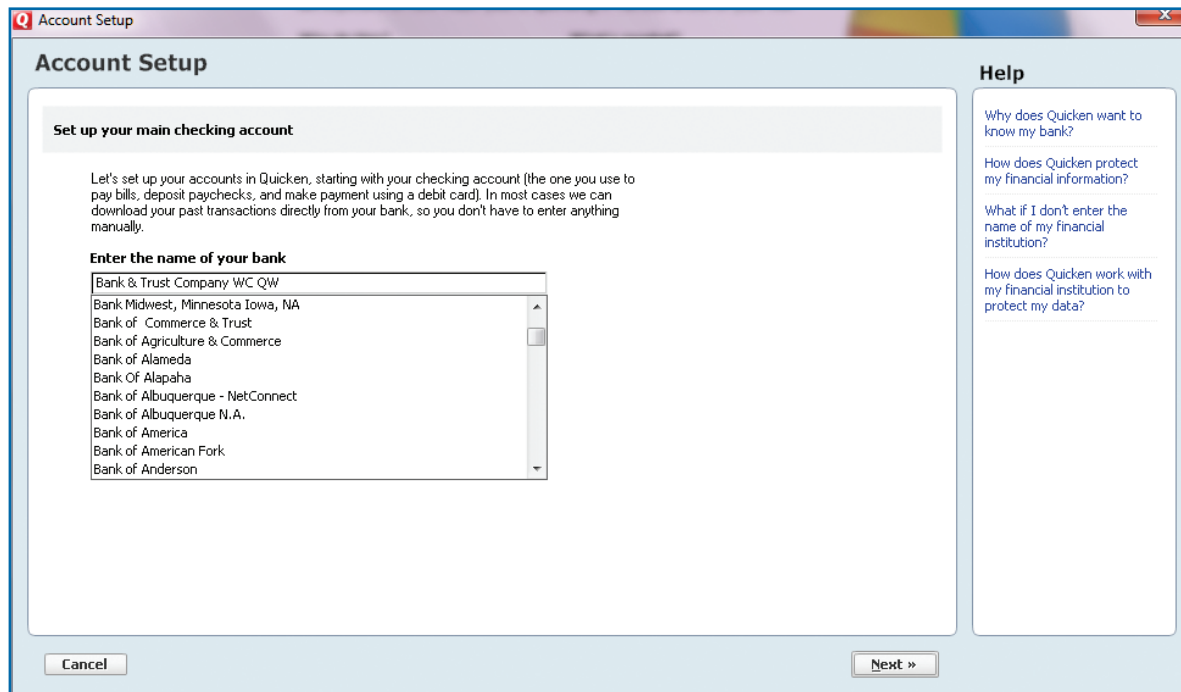 Account Setup
Account Setup
Set up your main checking account
Let's set up your accounts in Quicken, starting with your checking account (the one you use to
pay bills, deposit paychecks, and make payment using a debit card). In most cases we can
download your past transactions directly from your bank, so you don't have to enter anything
manually.
Enter the name of your bank
Bank & Trust Company WC QW
Bank Midwest, Minnesota Iowa, NA
Bank of  Commerce & Trust
Bank of Agriculture & Commerce
Bank of Alameda
Bank Of Alapaha
Bank of Albuquerque - NetConnect
Bank of Albuquerque N.A.
Bank of America
Bank of American Fork
Bank of Anderson
Cancel
Next »
Help
Why does Quicken want to
know my bank?
How does Quicken protect
my financial information?
What if I don't enter the
name of my financial
institution?
How does Quicken work with
my financial institution to
protect my data?